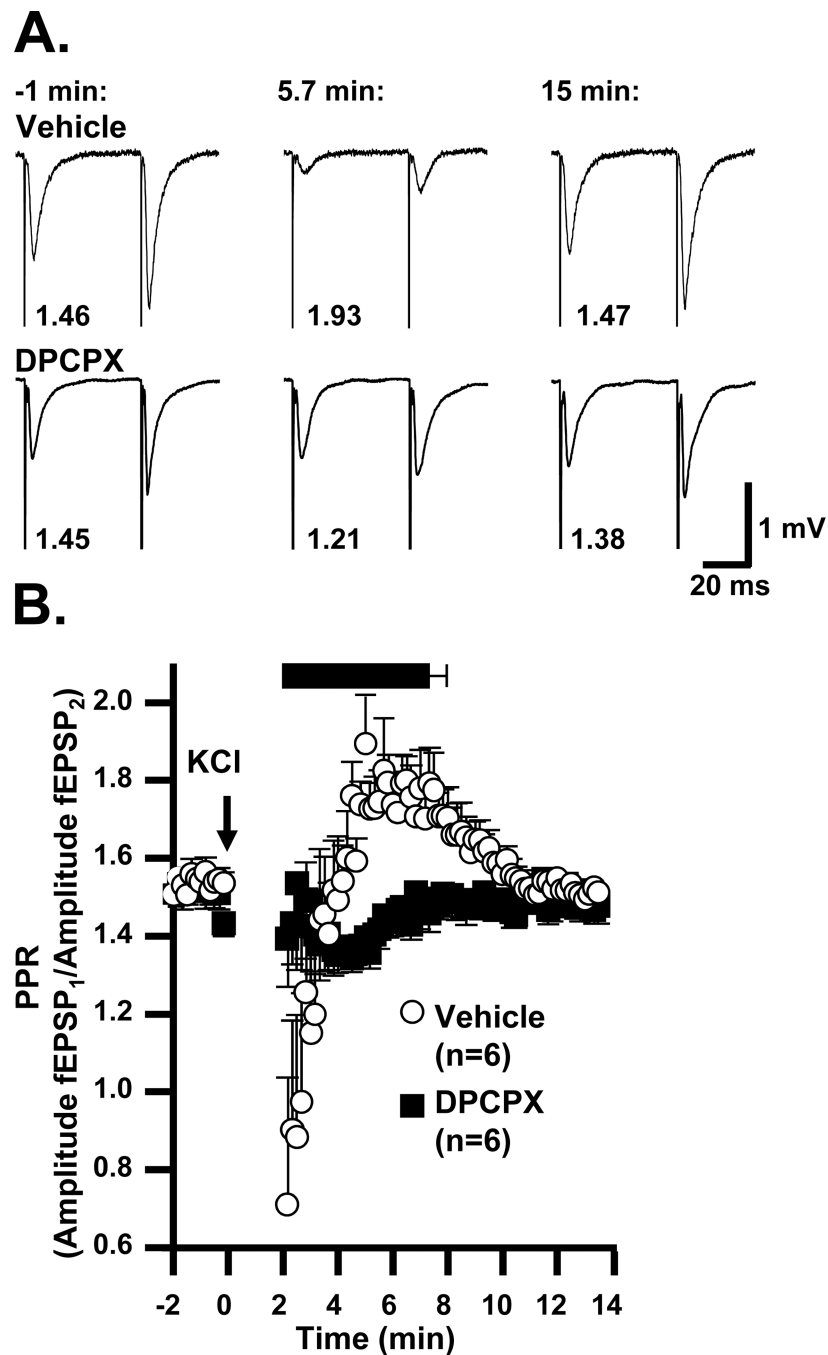 A.
-1 min: 5.7 min: 15 min:
Vehicle
1.46 1.93 1.47
DPCPX
1.45 1.21 1.38
1 mV
20 ms
B.
PPR
(Amplitude fEPSP1/Amplitude fEPSP2)
2.0
1.8
1.6
1.4
1.2
1.0
0.8
0.6
KCl
Vehicle
(n=6)
DPCPX
(n=6)
-2 0 2 4 6 8 10 12 14
Time (min)